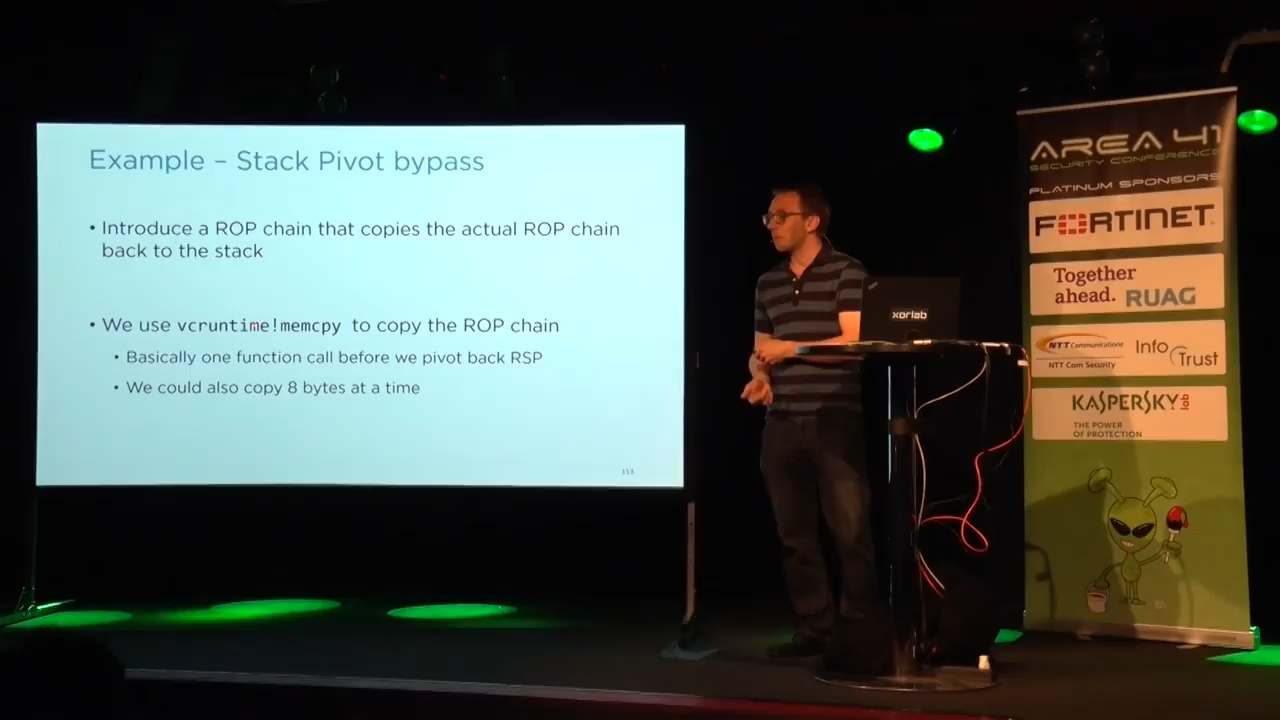 Example – Stack Pivot bypass
• Introduce a ROP chain that copies the actual ROP chain
back to the stack
• We use vcruntime!memcpy to copy the ROP chain
• Basically one function call before we pivot back RSP
• We could also copy 8 bytes at a time
113
xorlab
AREA 41
SECURITY CONFERENCE
PLATINUM SPONSORS
FORTINET
Together
ahead. RUAG
NTT Communications
NTT Com Security
Info Trust
KASPERSKY lab
THE POWER
OF PROTECTION